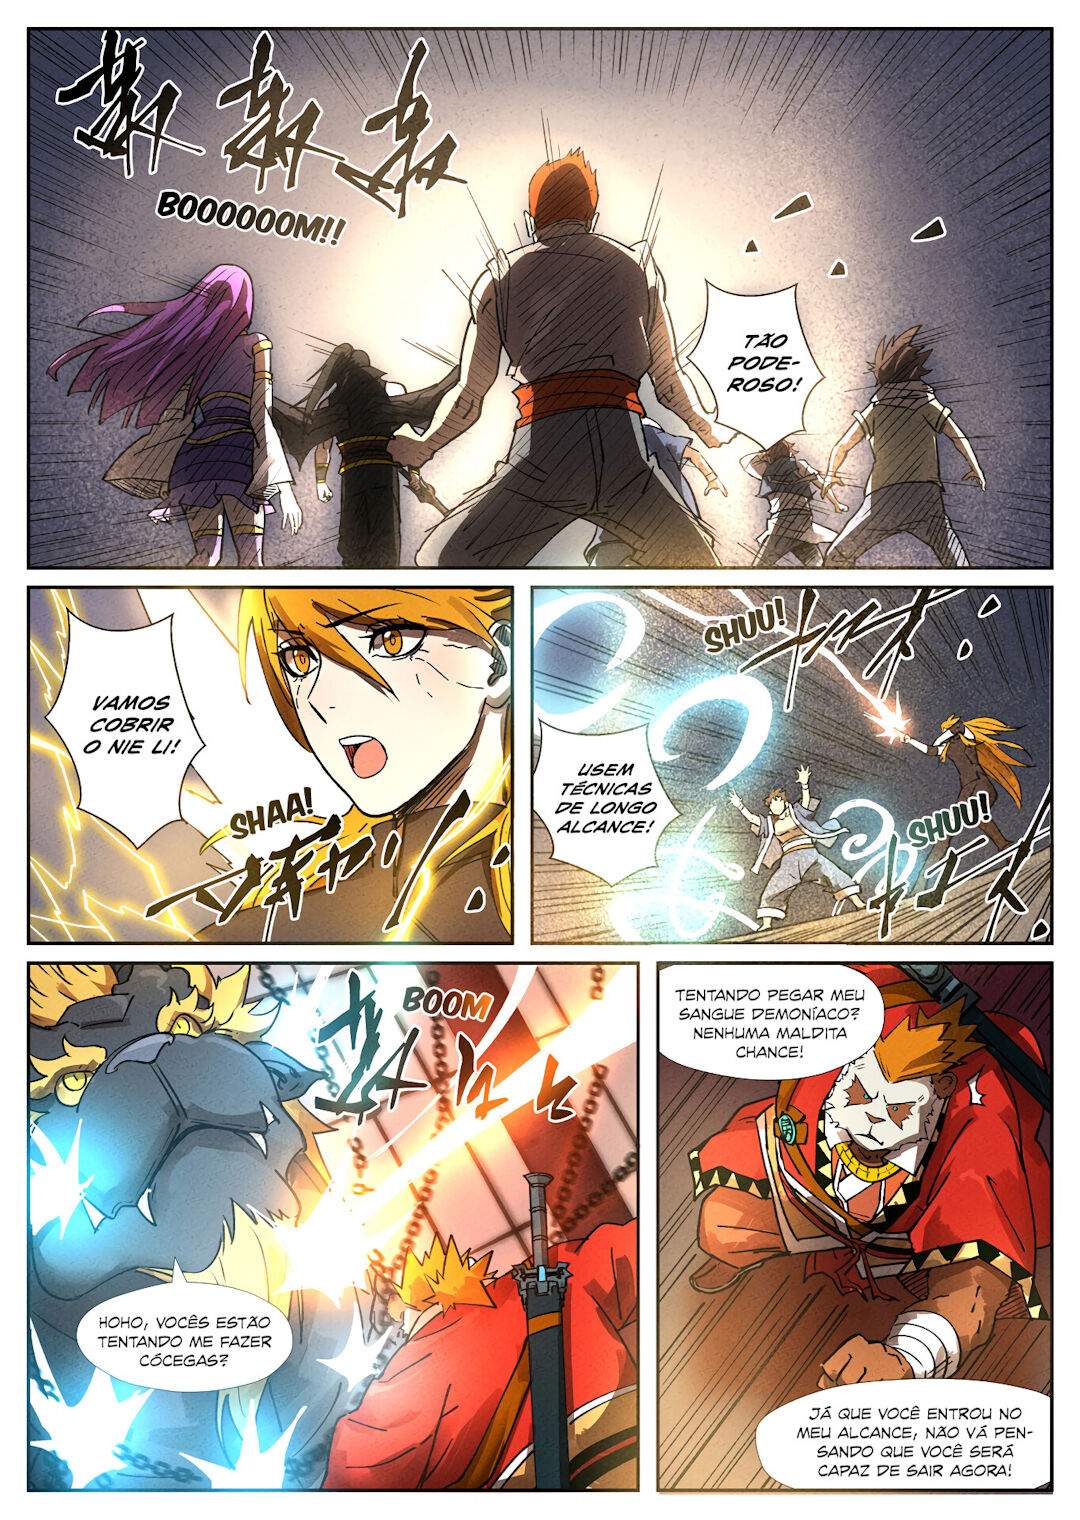 BOOOOOOM!!
TÃO
PODE-
ROSO!
VAMOS
COBRIR
O NIE LI!
SHAA!
SHUU!
USEM
TÉCNICAS
DE LONGO
ALCANCE!
SHUU!
BOOM
HOHO, VOCÊS ESTÃO
TENTANDO ME FAZER
CÓCEGAS?
TENTANDO PEGAR MEU
SANGUE DEMONÍACO?
NENHUMA MALDITA
CHANCE!
JÁ QUE VOCÊ ENTROU NO
MEU ALCANCE, NÃO VÁ PEN-
SANDO QUE VOCÊ SERÁ
CAPAZ DE SAIR AGORA!